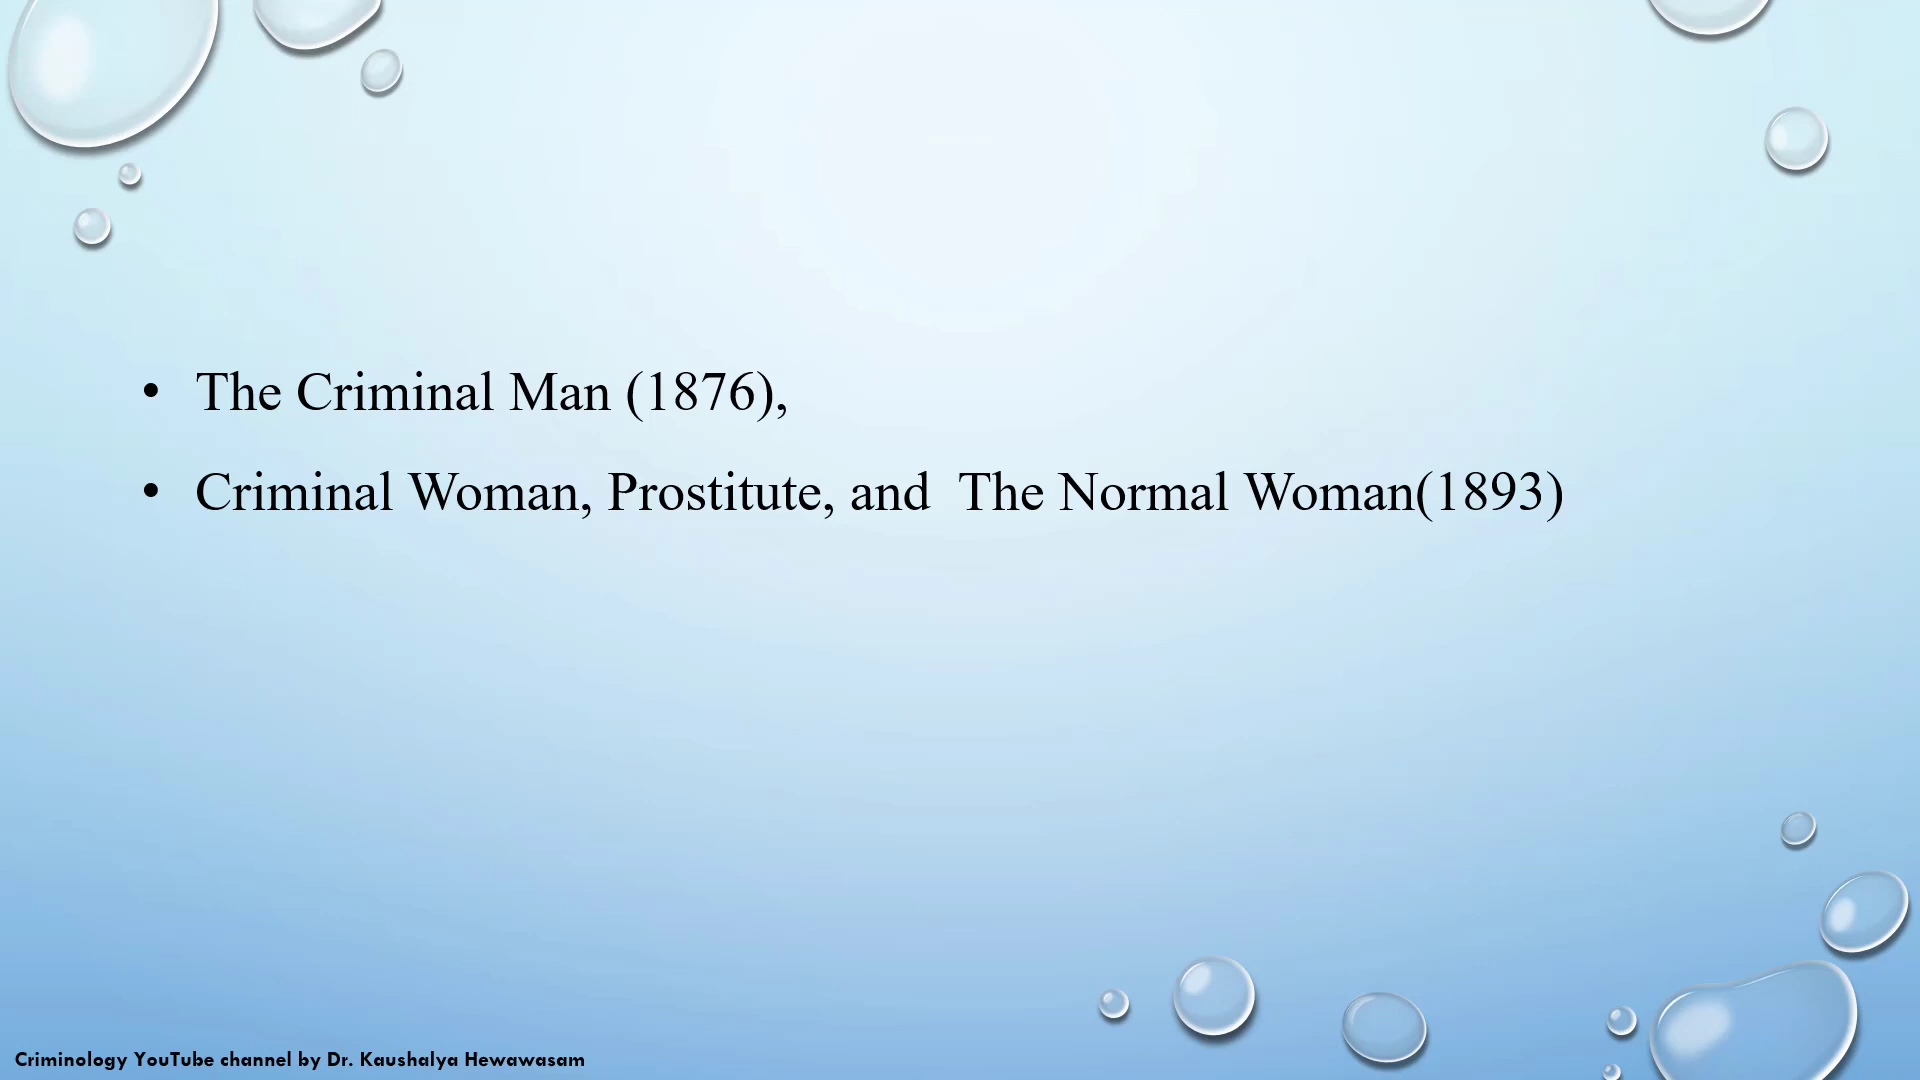 • The Criminal Man (1876),
• Criminal Woman, Prostitute, and  The Normal Woman(1893)
Criminology YouTube channel by Dr. Kaushalya Hewawasam